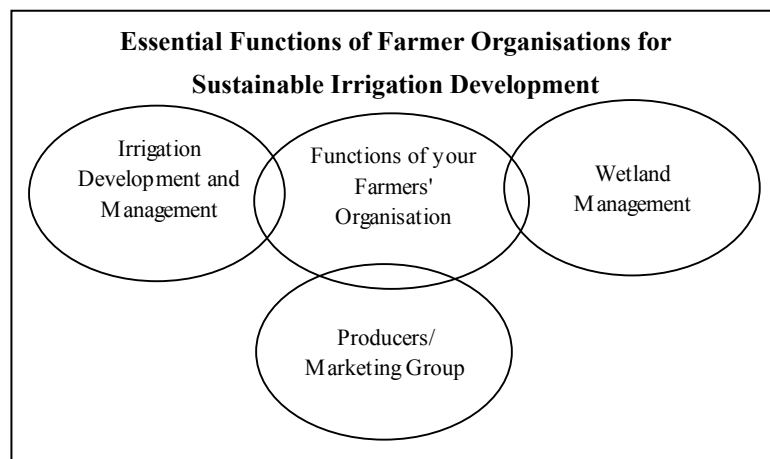 Essential Functions of Farmer Organisations for
Sustainable Irrigation Development
Irrigation
Development and
Management
Functions of your
Farmers'
Organisation
Wetland
Management
Producers/
Marketing Group